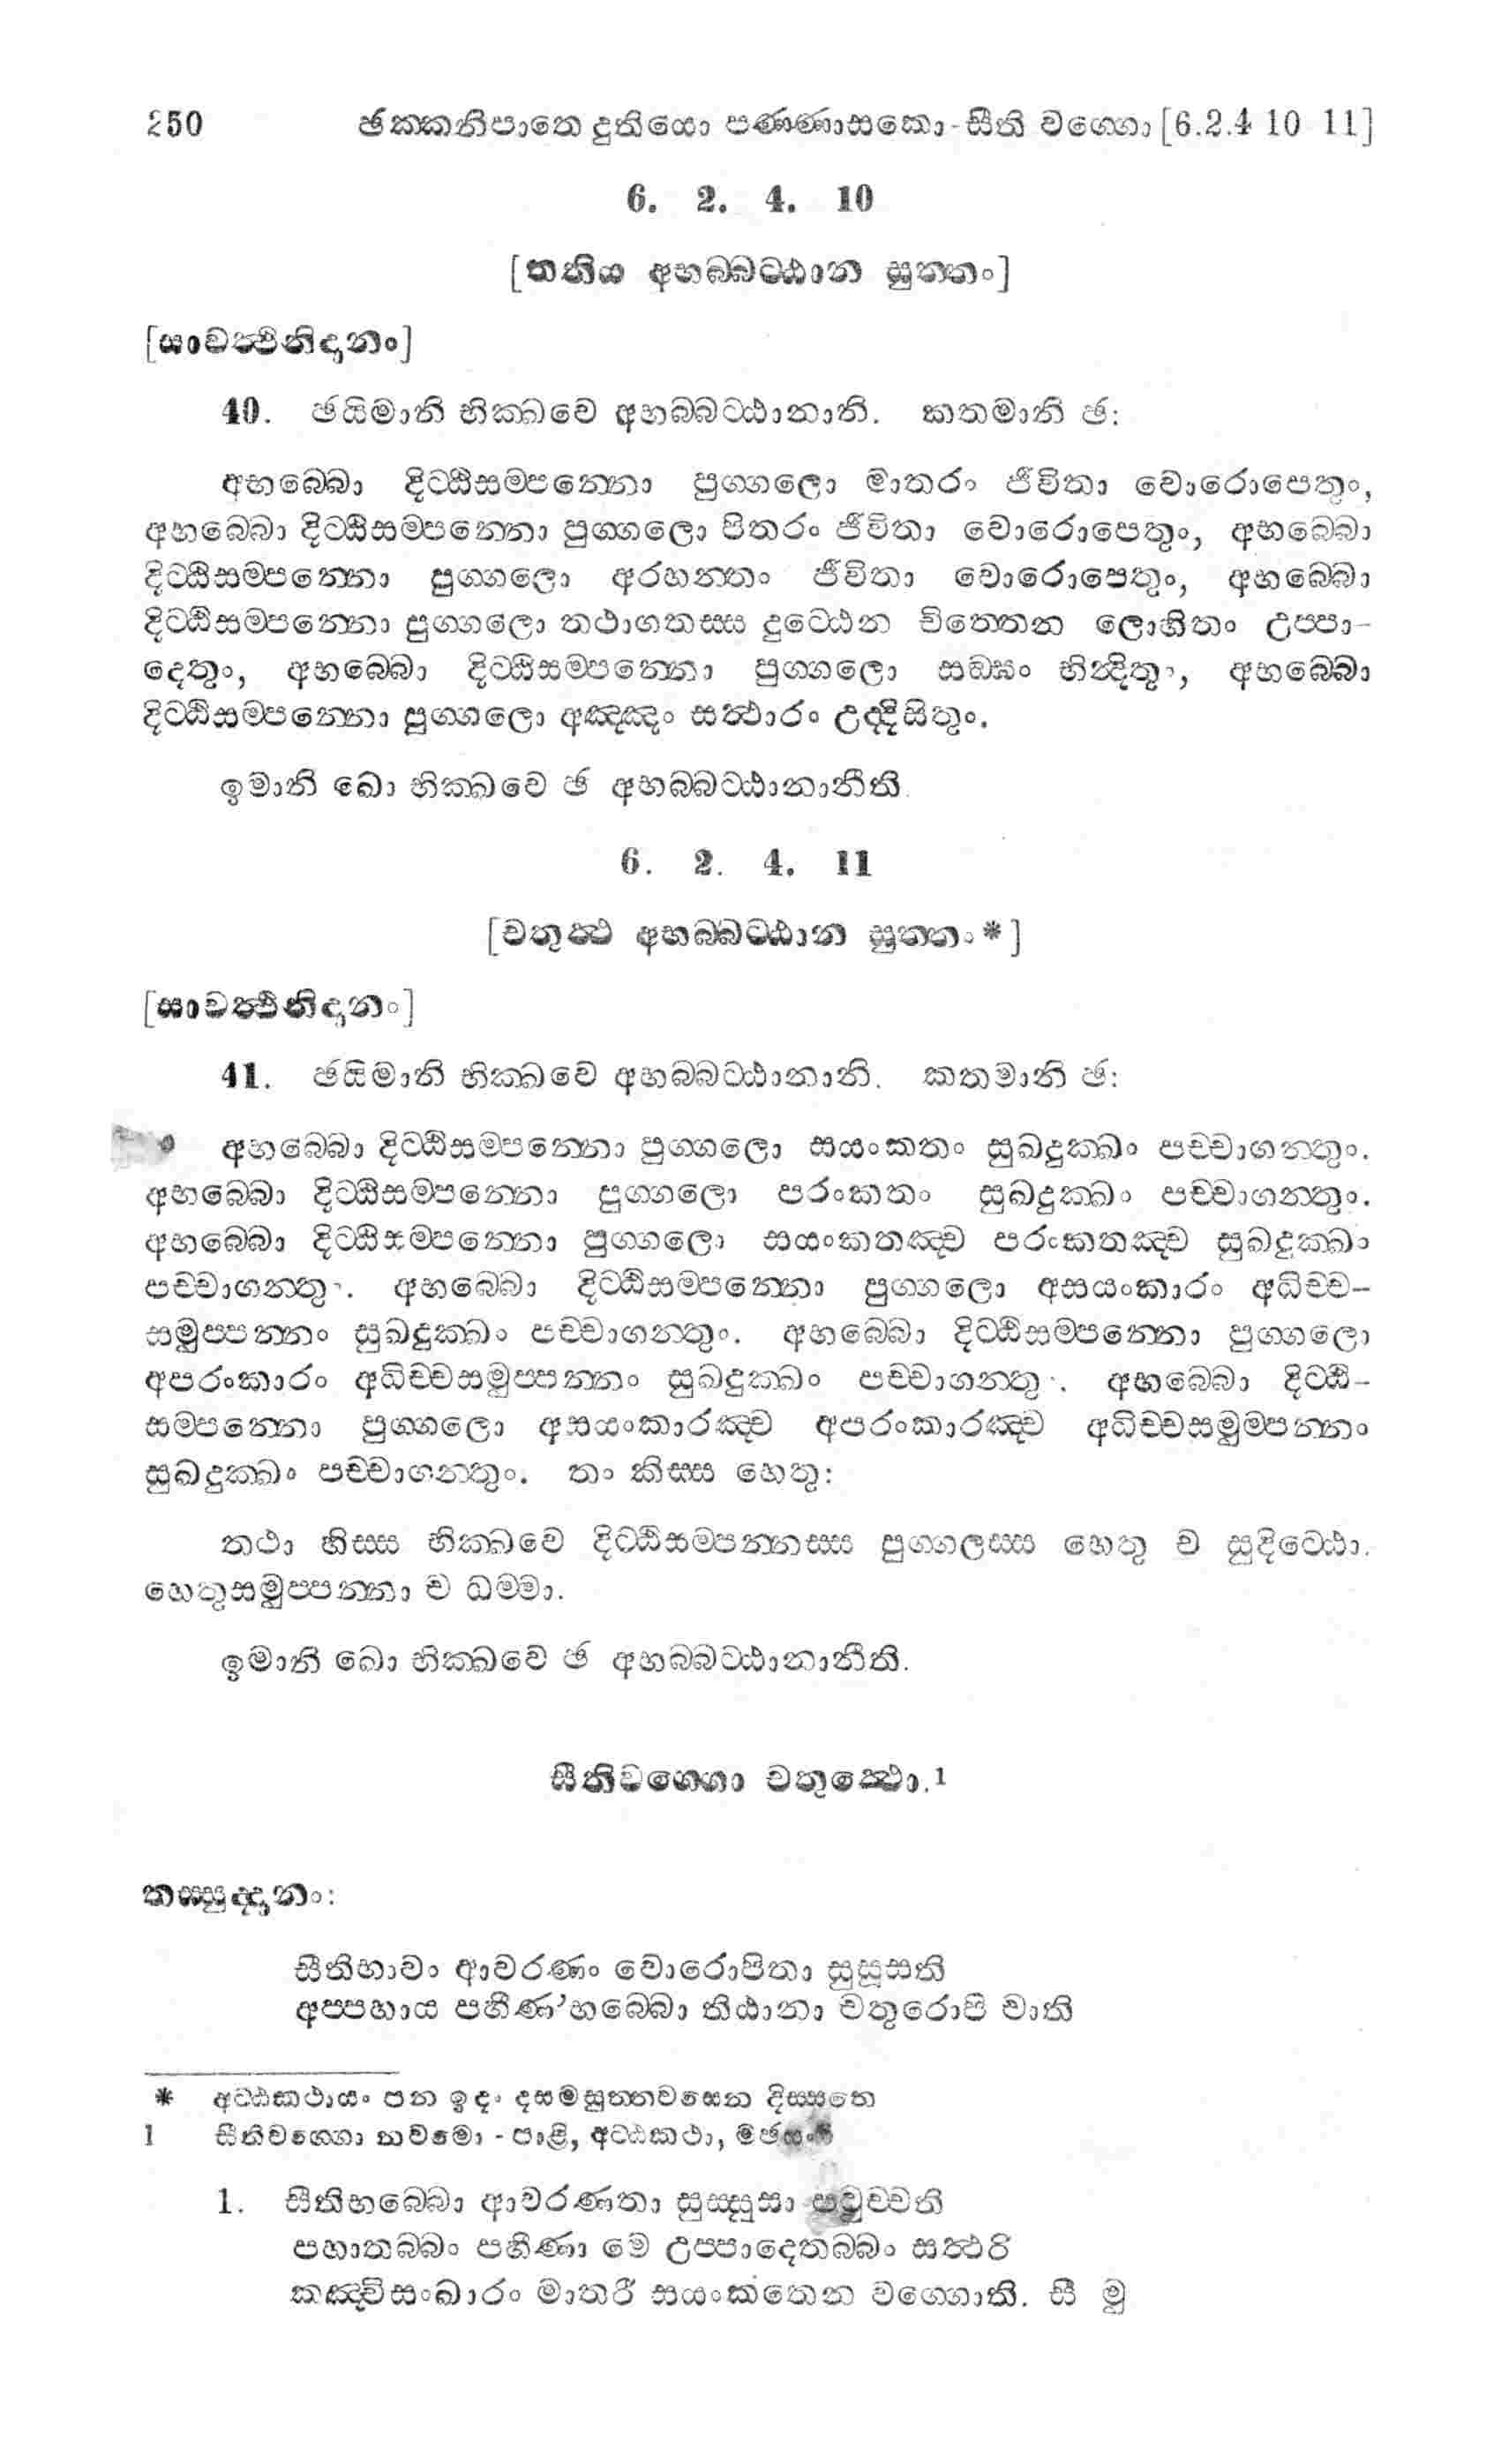 250 ඡක්කනිපාතෙ දුතියො පණ්ණාසකො-සීති වග්ගො [6.2.4 10 11]
6. 2. 4. 10
[තතිය අභබ්බට්ඨාන සුත්තං]
[සාවත්ථිනිදානං]
40. ඡයිමානි භික්ඛවෙ අභබ්බට්ඨානානි. කතමානි ඡ:
අභබ්බො දිට්ඨිසම්පන්නො පුග්ගලො මාතරං ජීවිතා වොරොපෙතුං,
අභබ්බො දිට්ඨිසම්පන්නො පුග්ගලො පිතරං ජීවිතා වොරොපෙතුං, අභබ්බො
දිට්ඨිසම්පන්නො පුග්ගලො අරහන්තං ජීවිතා වොරොපෙතුං, අභබ්බො
දිට්ඨිසම්පන්නො පුග්ගලො තථාගතස්ස දුට්ඨෙන චිත්තෙන ලොහිතං උප්පා-
දෙතුං, අභබ්බො දිට්ඨිසම්පන්නො පුග්ගලො සඞ්ඝං භින්දිතුං, අභබ්බො
දිට්ඨිසම්පන්නො පුග්ගලො අඤ්ඤං සත්ථාරං උද්දිසිතුං.
ඉමානි ඛො භික්ඛවෙ ඡ අභබ්බට්ඨානානීති.
6. 2. 4. 11
[චතුත්ථ අභබ්බට්ඨාන සුත්තං*]
[සාවත්ථිනිදානං]
41. ඡයිමානි භික්ඛවෙ අභබ්බට්ඨානානි. කතමානි ඡ:
අභබ්බො දිට්ඨිසම්පන්නො පුග්ගලො සයංකතං සුඛදුක්ඛං පච්චාගන්තුං.
අභබ්බො දිට්ඨිසම්පන්නො පුග්ගලො පරංකතං සුඛදුක්ඛං පච්චාගන්තුං.
අභබ්බො දිට්ඨිසම්පන්නො පුග්ගලො සයංකතඤ්ච පරංකතඤ්ච සුඛදුක්ඛං
පච්චාගන්තුං. අභබ්බො දිට්ඨිසම්පන්නො පුග්ගලො අසයංකාරං අධිච්ච-
සමුප්පන්නං සුඛදුක්ඛං පච්චාගන්තුං. අභබ්බො දිට්ඨිසම්පන්නො පුග්ගලො
අපරංකාරං අධිච්චසමුප්පන්නං සුඛදුක්ඛං පච්චාගන්තුං. අභබ්බො දිට්ඨි-
සම්පන්නො පුග්ගලො අසයංකාරඤ්ච අපරංකාරඤ්ච අධිච්චසමුම්පන්නං
සුඛදුක්ඛං පච්චාගන්තුං. තං කිස්ස හෙතු:
තථා හිස්ස භික්ඛවෙ දිට්ඨිසම්පන්නස්ස පුග්ගලස්ස හෙතු ච සුදිට්ඨො.
හෙතුසමුප්පන්නා ච ධම්මා.
ඉමානි ඛො භික්ඛවෙ ඡ අභබ්බට්ඨානානීති.
සීතිවග්ගො චතුත්ථො.1
තස්සුද්දානං:
සීතිභාවං ආවරණං වොරොපිතා සුසූසති
අප්පහාය පහීණ'භබ්බො තිඨානා චතුරොපි චාති
* අට්ඨකථායං පන ඉදං දසමසුත්තවසෙන දිස්සතෙ
1 සීතිවග්ගො නවමො - පාළි, අට්ඨකථා, මඡසං
1. සීතිභබ්බො ආවරණතා සුස්සූසා පවුච්චති
පහාතබ්බං පහීණා මෙ උප්පාදෙතබ්බං සත්ථරි
කඤ්චිසංඛාරං මාතරි සයංකතෙන වග්ගොති. සී මු